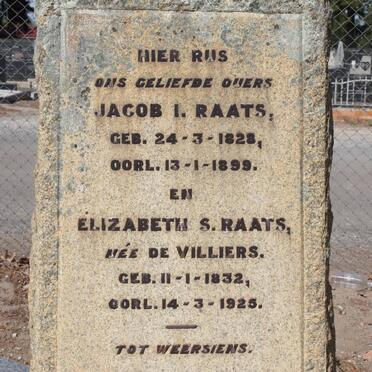 HIER RUS
ONS GELIEFDE OUERS
JACOB I. RAATS,
GEB. 24-3-1828,
OORL. 13-1-1899.
EN
ELIZABETH S. RAATS,
NÉE DE VILLIERS.
GEB. 11-1-1832,
OORL. 14-3-1925.
TOT WEERSIENS.